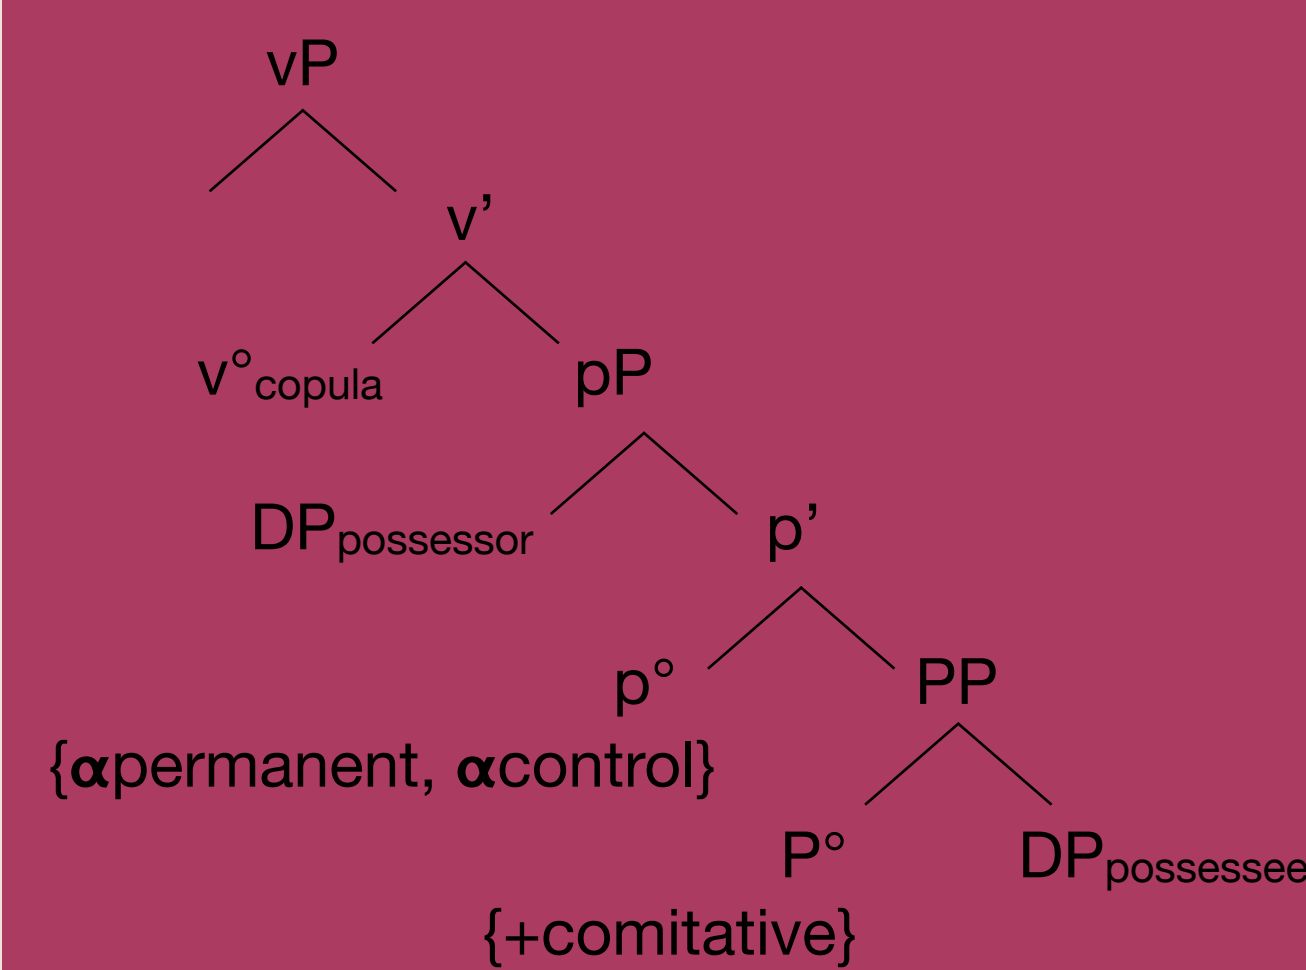 vP
v’
v°copula pP
DPpossessor p’
p° PP
{αpermanent, αcontrol}
P° DPpossessee
{+comitative}